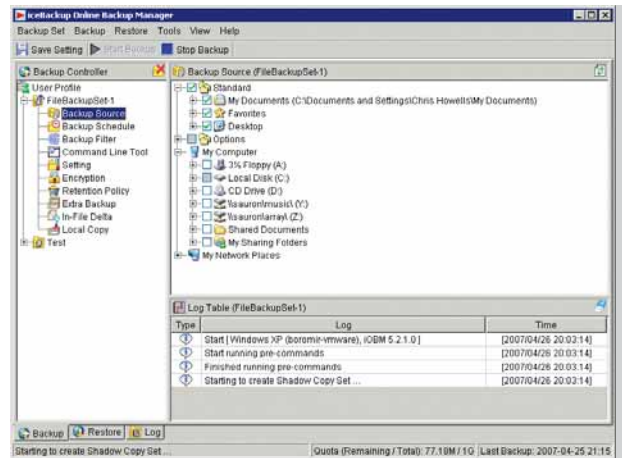 iceBackup Online Backup Manager
Backup Set Backup Restore Tools View Help
Save Setting Start Backup Stop Backup
Backup Controller
User Profile
FileBackupSet-1
Backup Source
Backup Schedule
Backup Filter
Command Line Tool
Setting
Encryption
Retention Policy
Extra Backup
In-File Delta
Local Copy
Test
Backup Source (FileBackupSet-1)
Standard
My Documents (C:\Documents and Settings\Chris Howells\My Documents)
Favorites
Desktop
Options
My Computer
3½ Floppy (A:)
Local Disk (C:)
CD Drive (D:)
\\sauron\music\ (Y:)
\\sauron\array\ (Z:)
Shared Documents
My Sharing Folders
My Network Places
Log Table (FileBackupSet-1)
Type Log Time
Start [ Windows XP (boromir-vmware), iOBM 5.2.1.0 ] [2007/04/26 20:03:14]
Start running pre-commands [2007/04/26 20:03:14]
Finished running pre-commands [2007/04/26 20:03:14]
Starting to create Shadow Copy Set ... [2007/04/26 20:03:14]
Backup Restore Log
Starting to create Shadow Copy Set ... Quota (Remaining / Total): 77.19M / 1G Last Backup: 2007-04-25 21:15